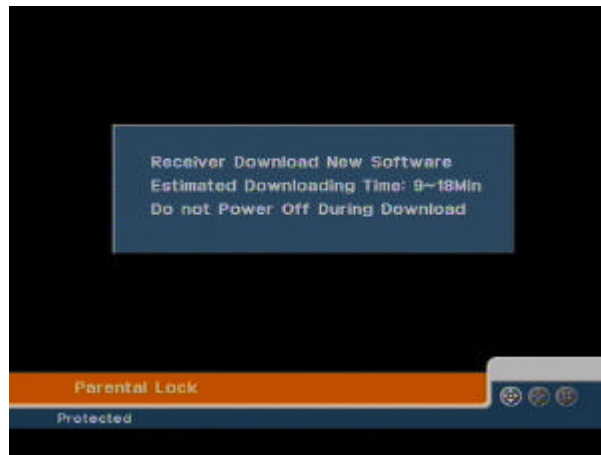 Receiver Download New Software
Estimated Downloading Time: 9~18Min
Do not Power Off During Download
Parental Lock
Protected